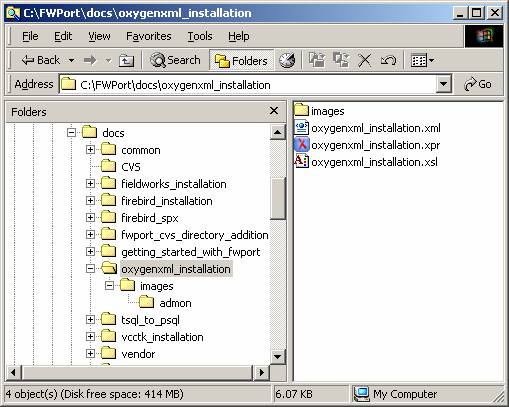 C:\FWPort\docs\oxygenxml_installation
File Edit View Favorites Tools Help
Back Search Folders
Address C:\FWPort\docs\oxygenxml_installation Go
Folders
docs
common
CVS
fieldworks_installation
firebird_installation
firebird_spx
fwport_cvs_directory_addition
getting_started_with_fwport
oxygenxml_installation
images
admon
tsql_to_psql
vcctk_installation
vendor
images
oxygenxml_installation.xml
oxygenxml_installation.xpr
oxygenxml_installation.xsl
4 object(s) (Disk free space: 414 MB) 6.07 KB My Computer